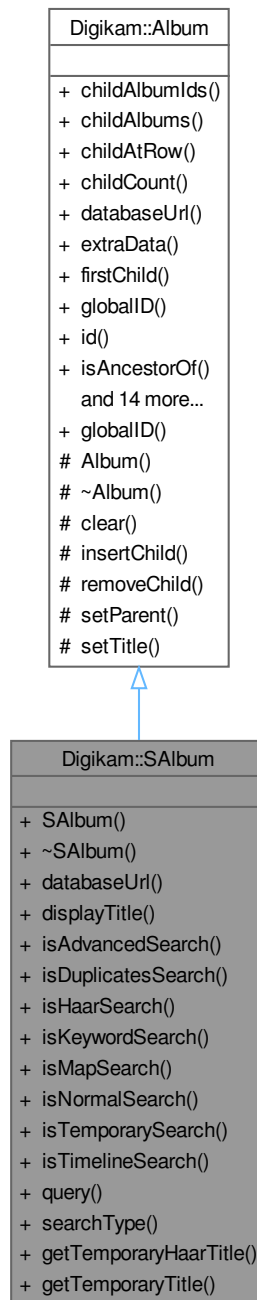 Digikam::Album
+ childAlbumIds()
+ childAlbums()
+ childAtRow()
+ childCount()
+ databaseUrl()
+ extraData()
+ firstChild()
+ globalID()
+ id()
+ isAncestorOf()
and 14 more...
+ globalID()
# Album()
# ~Album()
# clear()
# insertChild()
# removeChild()
# setParent()
# setTitle()
Digikam::SAlbum
+ SAlbum()
+ ~SAlbum()
+ databaseUrl()
+ displayTitle()
+ isAdvancedSearch()
+ isDuplicatesSearch()
+ isHaarSearch()
+ isKeywordSearch()
+ isMapSearch()
+ isNormalSearch()
+ isTemporarySearch()
+ isTimelineSearch()
+ query()
+ searchType()
+ getTemporaryHaarTitle()
+ getTemporaryTitle()